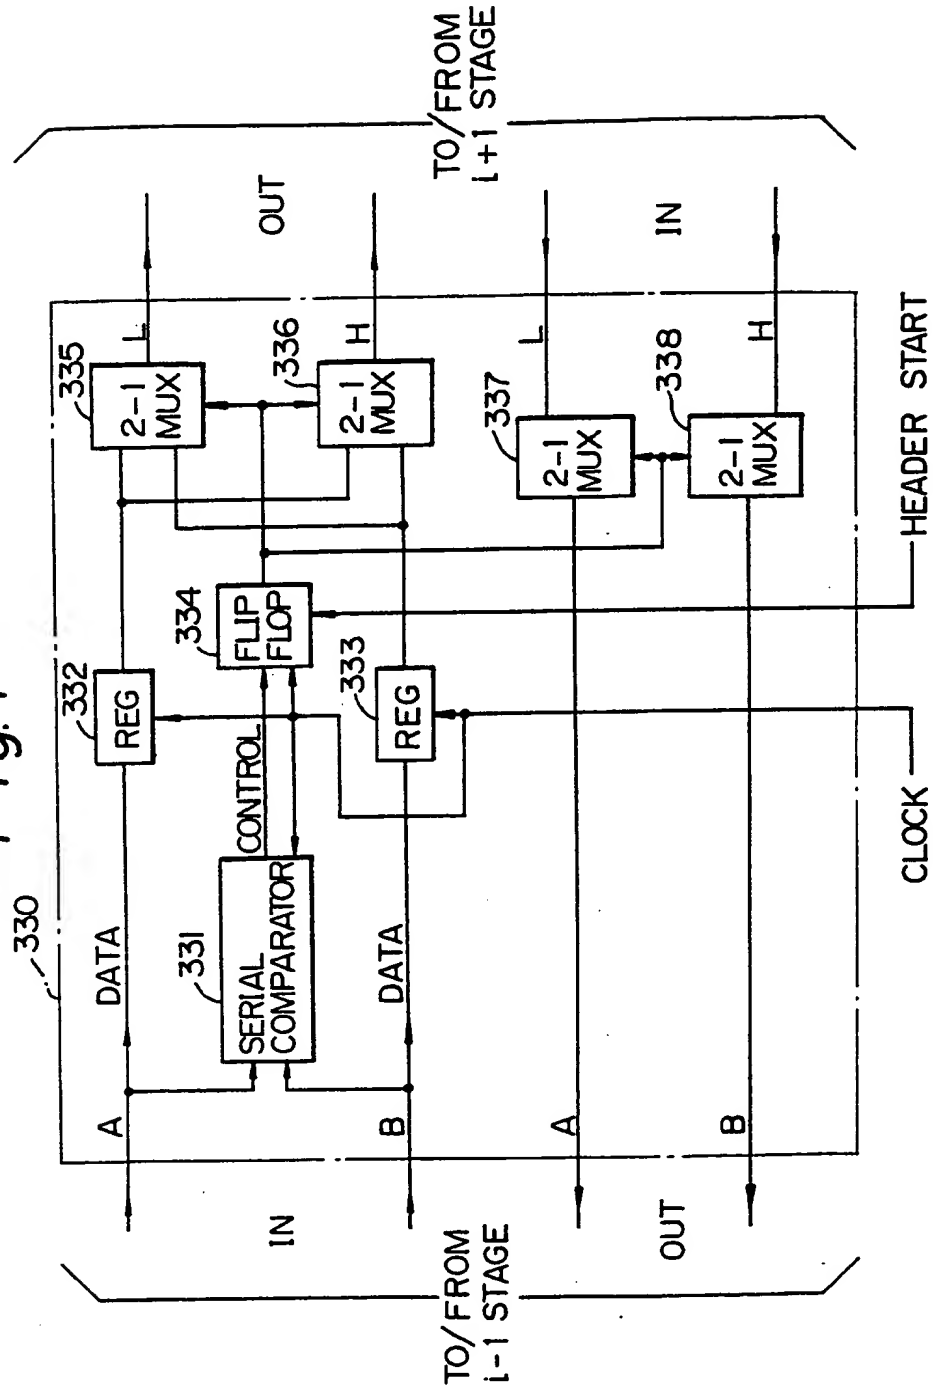 330
TO/FROM
i-1 STAGE
IN
OUT
A
DATA
B
DATA
A
B
331
SERIAL
COMPARATOR
CONTROL
332
REG
333
REG
334
FLIP
FLOP
335
2-1
MUX
L
336
2-1
MUX
H
337
2-1
MUX
L
338
2-1
MUX
H
OUT
IN
TO/FROM
i+1 STAGE
CLOCK
HEADER START